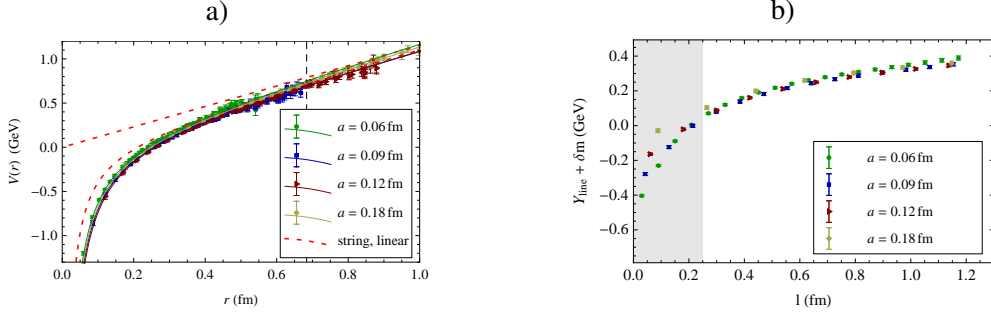 a)
b)
V(r) (GeV)
1.0
0.5
0.0
−0.5
−1.0
a = 0.06 fm
a = 0.09 fm
a = 0.12 fm
a = 0.18 fm
string, linear
0.0 0.2 0.4 0.6 0.8 1.0
r (fm)
Yline + δm (GeV)
0.4
0.2
0.0
−0.2
−0.4
−0.6
a = 0.06 fm
a = 0.09 fm
a = 0.12 fm
a = 0.18 fm
0.0 0.2 0.4 0.6 0.8 1.0 1.2
l (fm)